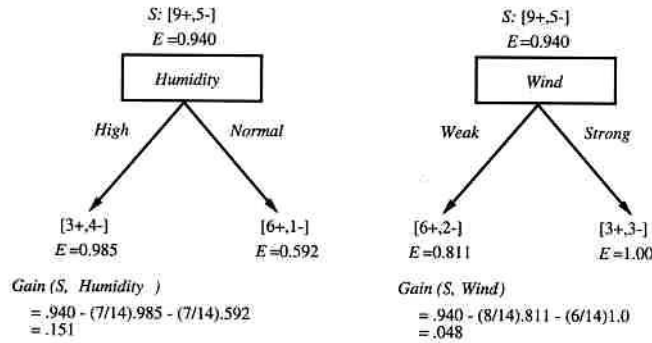 S: [9+,5-]
E =0.940
Humidity
High
Normal
[3+,4-]
E=0.985
[6+,1-]
E=0.592
Gain (S, Humidity )
= .940 - (7/14).985 - (7/14).592
= .151
S: [9+,5-]
E =0.940
Wind
Weak
Strong
[6+,2-]
E=0.811
[3+,3-]
E=1.00
Gain (S, Wind)
= .940 - (8/14).811 - (6/14)1.0
= .048